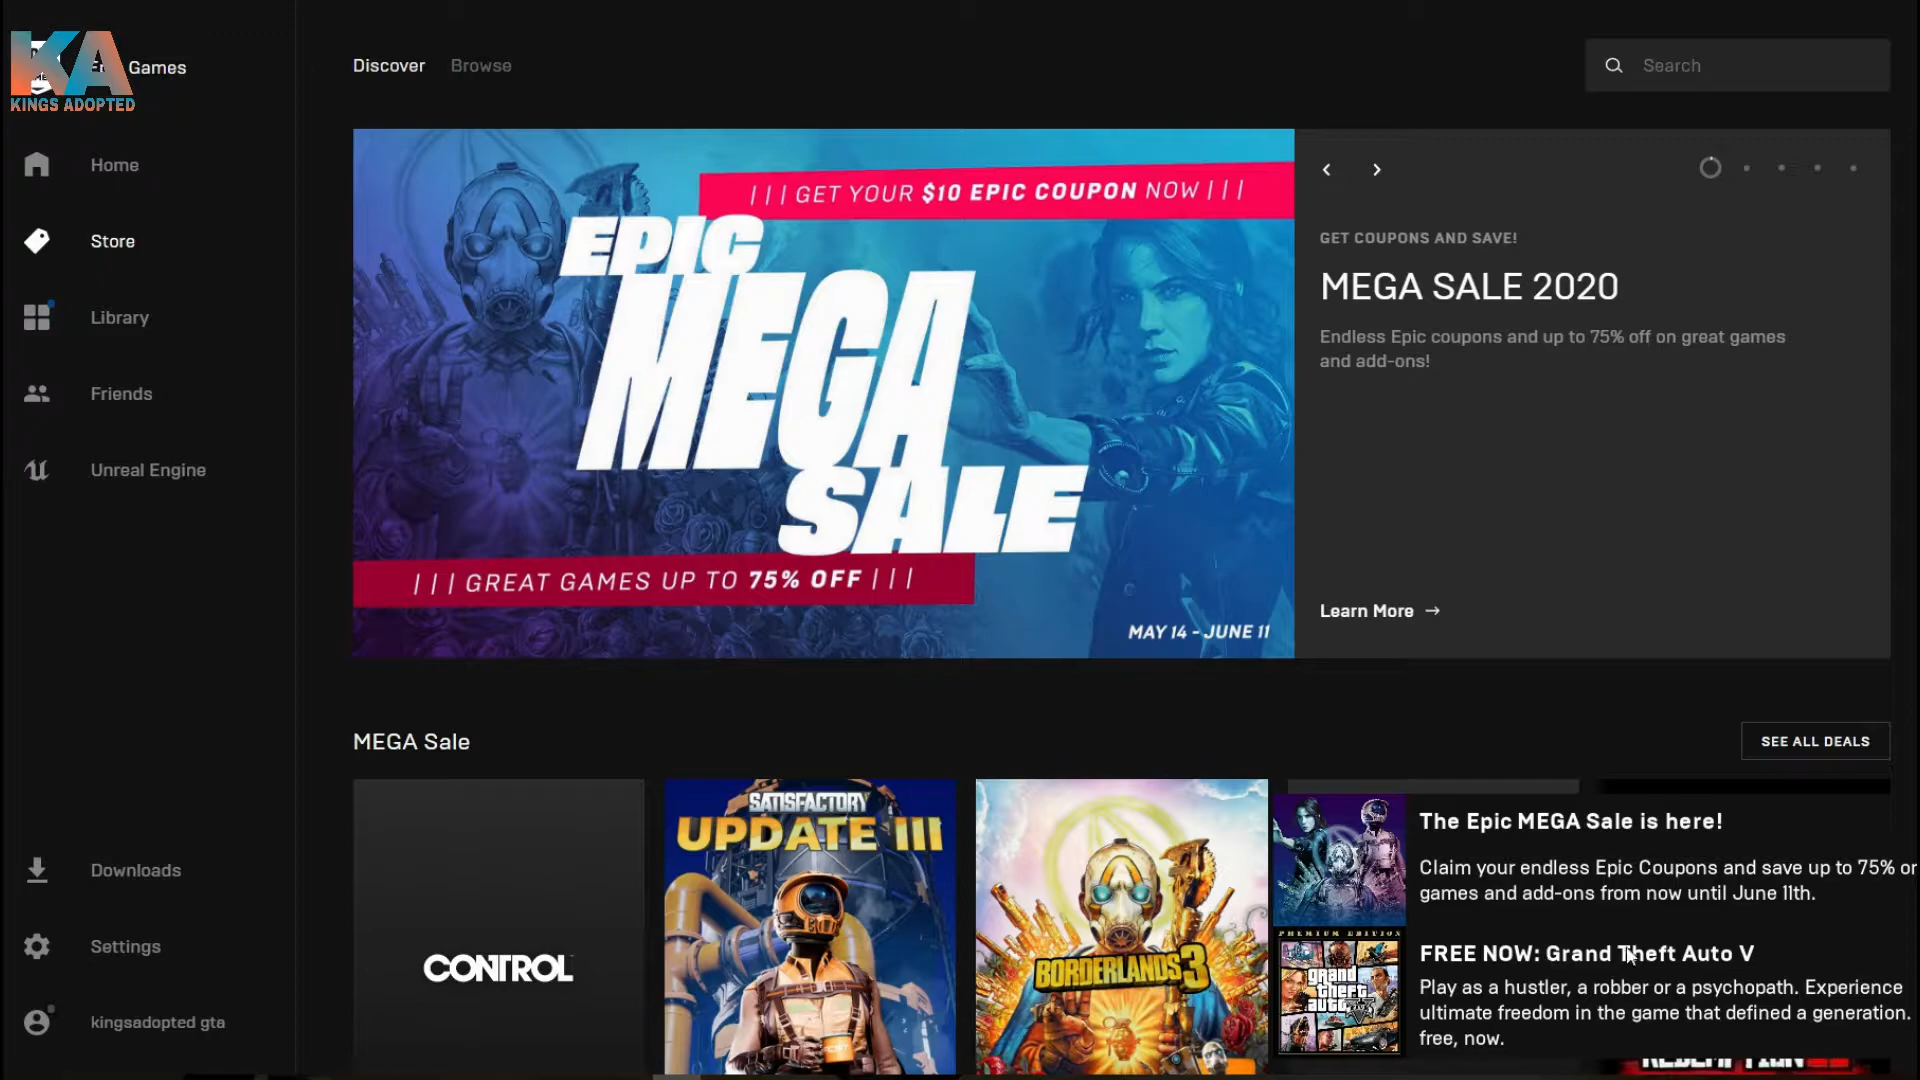 KA
KINGS ADOPTED
Games
Home
Store
Library
Friends
Unreal Engine
Downloads
Settings
kingsadopted gta
Discover
Browse
Search
| | | GET YOUR $10 EPIC COUPON NOW | | |
EPIC
MEGA
SALE
| | | GREAT GAMES UP TO 75% OFF | | |
MAY 14 - JUNE 11
GET COUPONS AND SAVE!
MEGA SALE 2020
Endless Epic coupons and up to 75% off on great games
and add-ons!
Learn More →
MEGA Sale
SEE ALL DEALS
CONTROL
SATISFACTORY
UPDATE III
BORDERLANDS 3
The Epic MEGA Sale is here!
Claim your endless Epic Coupons and save up to 75% or
games and add-ons from now until June 11th.
PREMIUM EDITION
grand
theft
auto V
FREE NOW: Grand Theft Auto V
Play as a hustler, a robber or a psychopath. Experience
ultimate freedom in the game that defined a generation.
free, now.